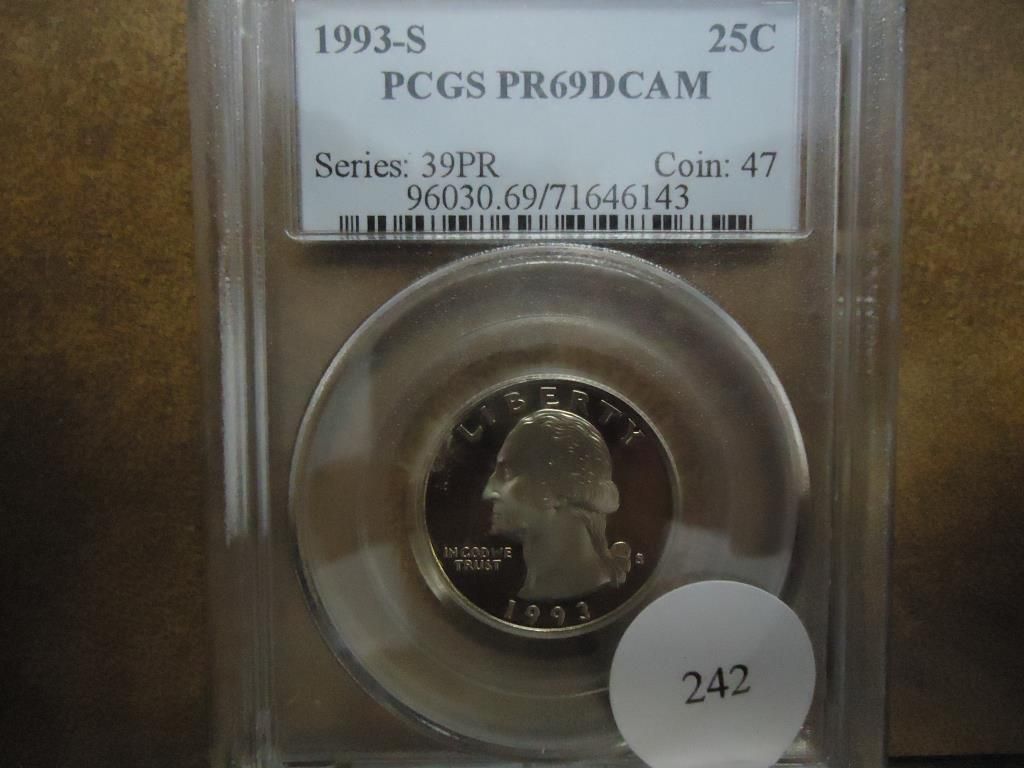 1993-S 25C
PCGS PR69DCAM
Series: 39PR Coin: 47
96030.69/71646143
LIBERTY
IN GOD WE
TRUST
S
1993
242